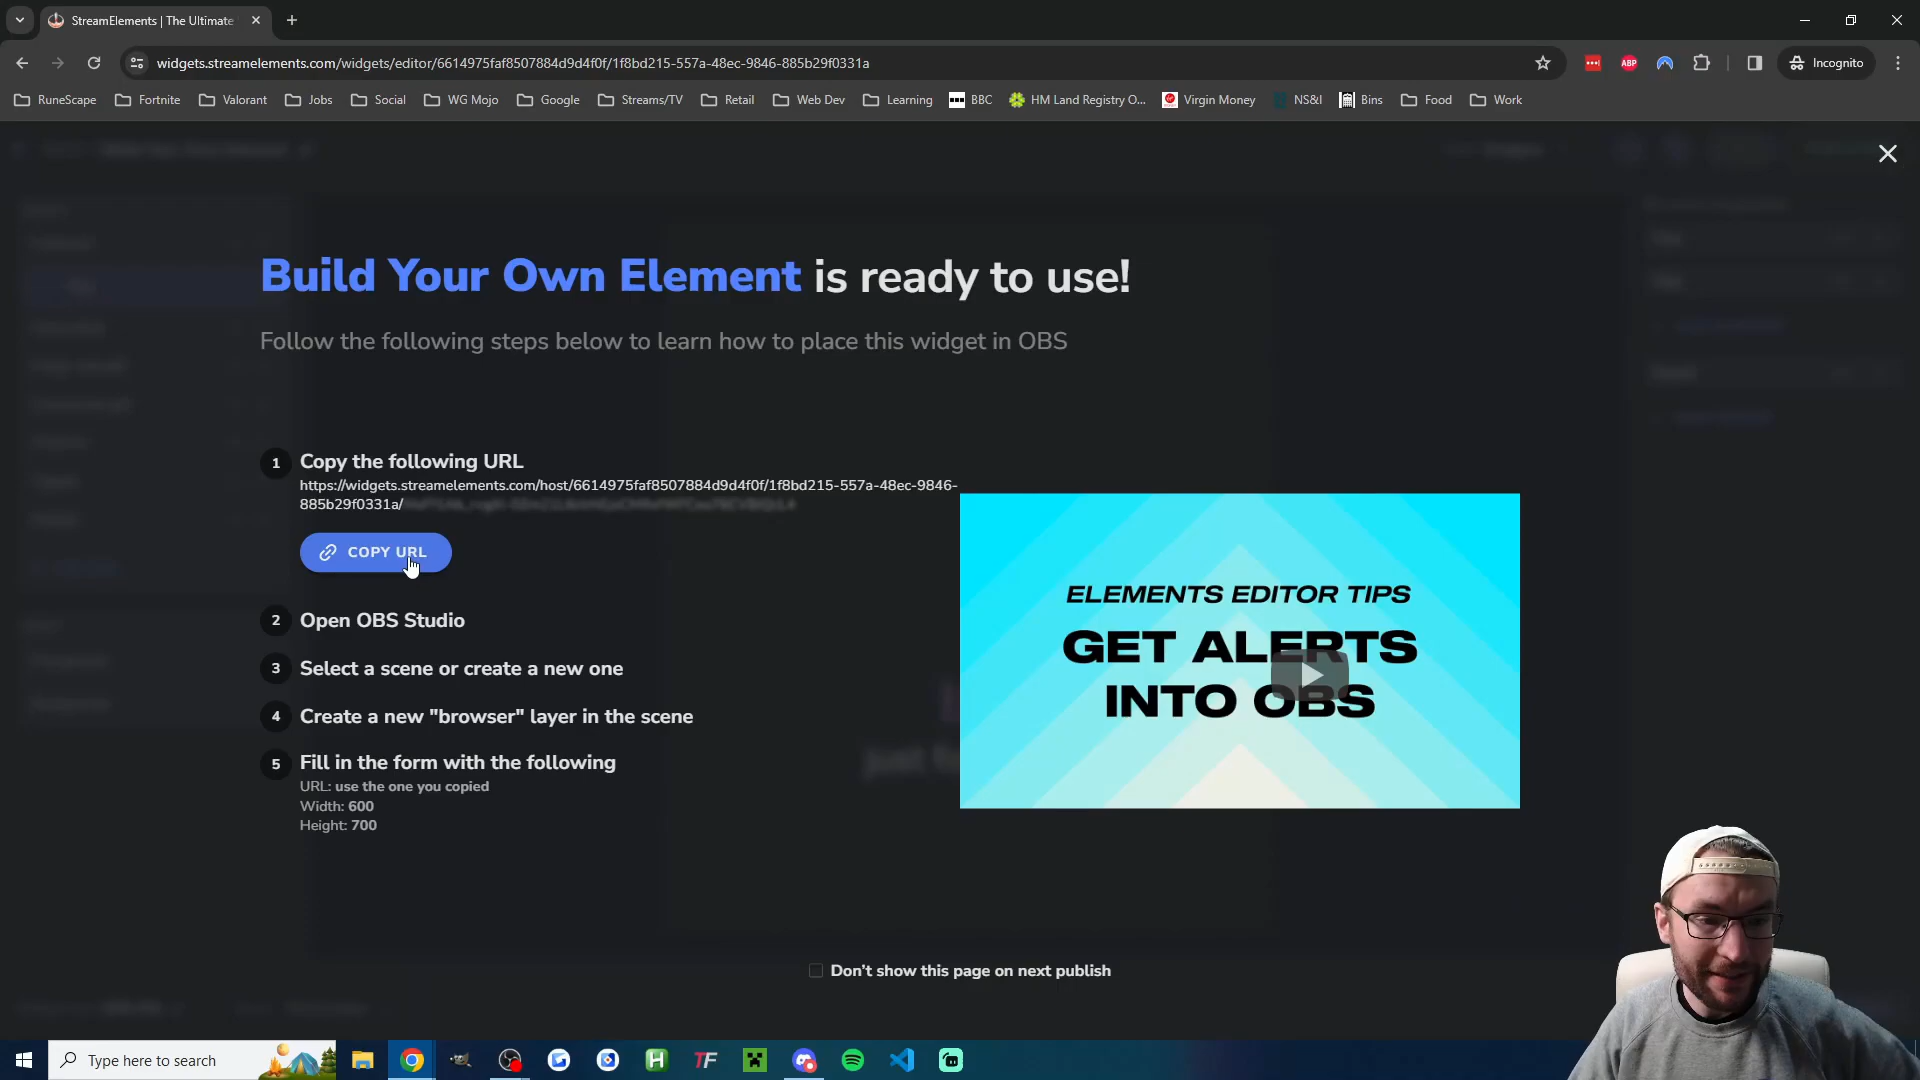 StreamElements | The Ultimate
widgets.streamelements.com/widgets/editor/6614975faf8507884d9d4f0f/1f8bd215-557a-48ec-9846-885b29f0331a
ABP
Incognito
RuneScape Fortnite Valorant Jobs Social WG Mojo Google Streams/TV Retail Web Dev Learning BBC HM Land Registry O... Virgin Money NS&I Bins Food Work
Build Your Own Element is ready to use!
Follow the following steps below to learn how to place this widget in OBS
1 Copy the following URL
https://widgets.streamelements.com/host/6614975faf8507884d9d4f0f/1f8bd215-557a-48ec-9846-
885b29f0331a/
COPY URL
2 Open OBS Studio
3 Select a scene or create a new one
4 Create a new "browser" layer in the scene
5 Fill in the form with the following
URL: use the one you copied
Width: 600
Height: 700
ELEMENTS EDITOR TIPS
GET ALERTS
INTO OBS
Don't show this page on next publish
Type here to search
H
TF